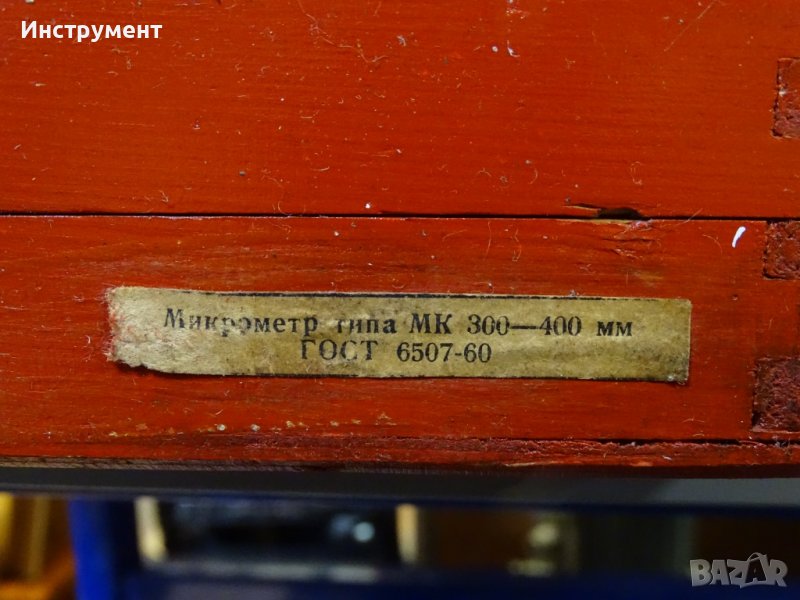 Инструмент
Микрометр типа МК 300—400 мм
ГОСТ 6507-60
BAZAR